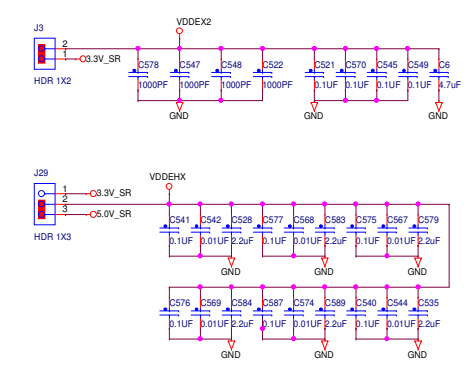 J3
VDDEX2
2
1
3.3V_SR
HDR 1X2
C578 C547 C548 C522 C521 C570 C545 C549 C6
1000PF 1000PF 1000PF 1000PF 0.1UF 0.1UF 0.1UF 0.1UF 4.7uF
GND GND GND
J29
VDDEHX
1
3.3V_SR
2
3
5.0V_SR
HDR 1X3
C541 C542 C528 C577 C568 C583 C575 C567 C579
0.1UF 0.01UF 2.2uF 0.1UF 0.01UF 2.2uF 0.1UF 0.01UF 2.2uF
GND GND GND
C576 C569 C584 C587 C574 C589 C540 C544 C535
0.1UF 0.01UF 2.2uF 0.1UF 0.01UF 2.2uF 0.1UF 0.01UF 2.2uF
GND GND GND